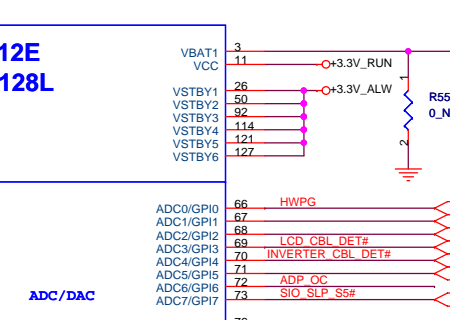 12E
128L
VBAT1 3
VCC 11 +3.3V_RUN
VSTBY1 26 +3.3V_ALW
VSTBY2 50
VSTBY3 92
VSTBY4 114
VSTBY5 121
VSTBY6 127
1
R55
0_N
2
ADC0/GPI0 66 HWPG
ADC1/GPI1 67
ADC2/GPI2 68
ADC3/GPI3 69 LCD_CBL_DET#
ADC4/GPI4 70 INVERTER_CBL_DET#
ADC5/GPI5 71
ADC6/GPI6 72 ADP_OC
ADC7/GPI7 73 SIO_SLP_S5#
ADC/DAC